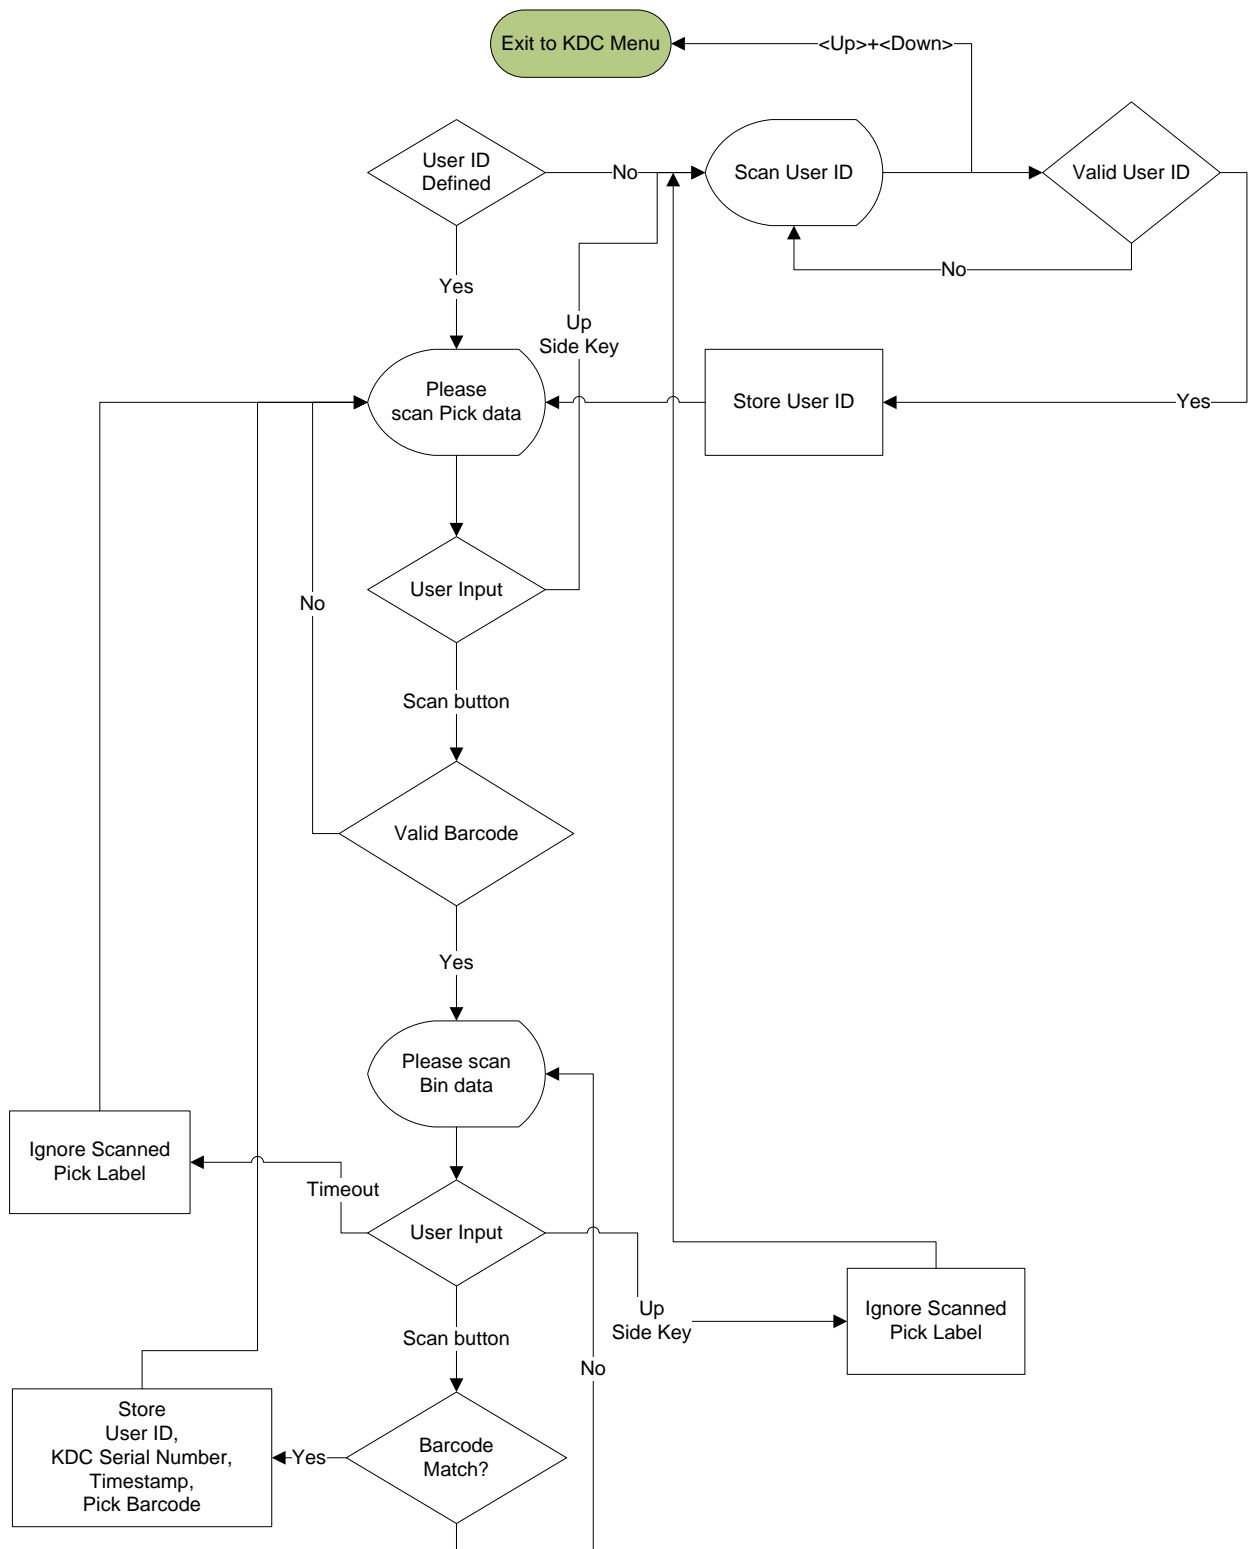 Exit to KDC Menu
<Up>+<Down>
User ID
Defined
No
Scan User ID
Valid User ID
No
Yes
Up
Side Key
Please
scan Pick data
Store User ID
Yes
User Input
No
Scan button
Valid Barcode
Yes
Please scan
Bin data
Ignore Scanned
Pick Label
Timeout
User Input
Up
Side Key
Ignore Scanned
Pick Label
Scan button
No
Store
User ID,
KDC Serial Number,
Timestamp,
Pick Barcode
Yes
Barcode
Match?